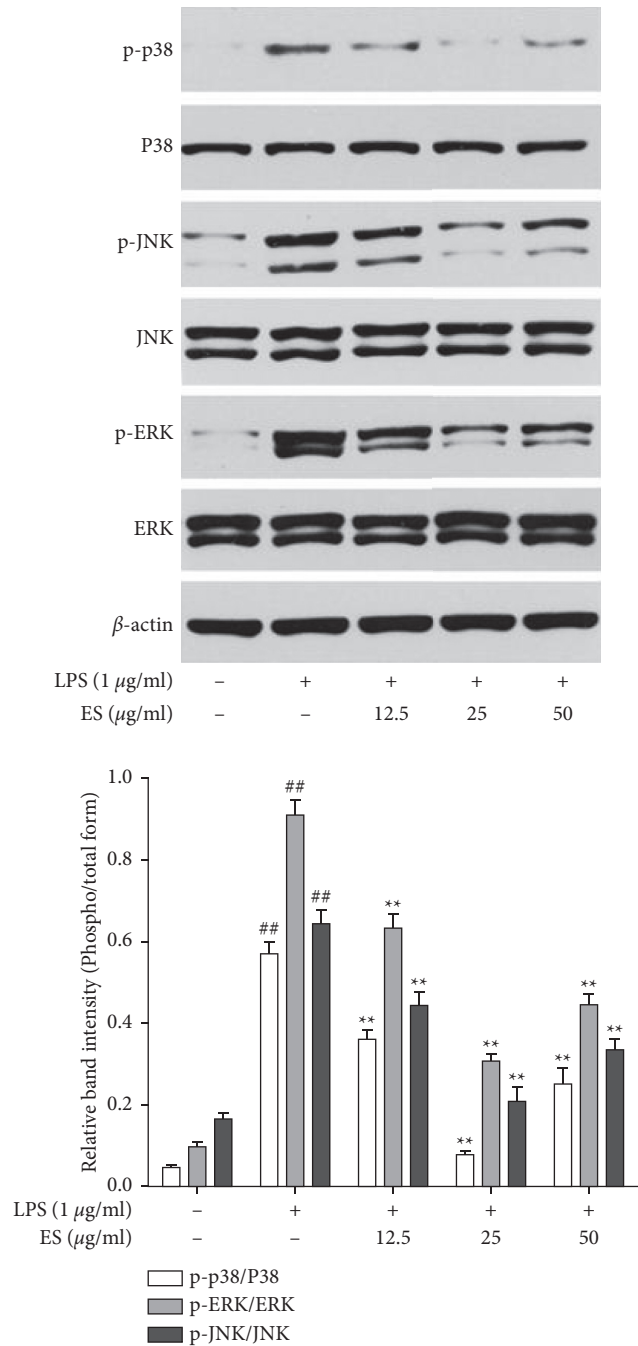 p-p38
P38
p-JNK
JNK
p-ERK
ERK
β-actin
LPS (1 μg/ml) – + + + +
ES (μg/ml) – – 12.5 25 50
Relative band intensity (Phospho/total form)
1.0
0.8
0.6
0.4
0.2
0.0
## ## ##
** ** **
** ** **
** ** **
LPS (1 μg/ml) – + + + +
ES (μg/ml) – – 12.5 25 50
p-p38/P38
p-ERK/ERK
p-JNK/JNK